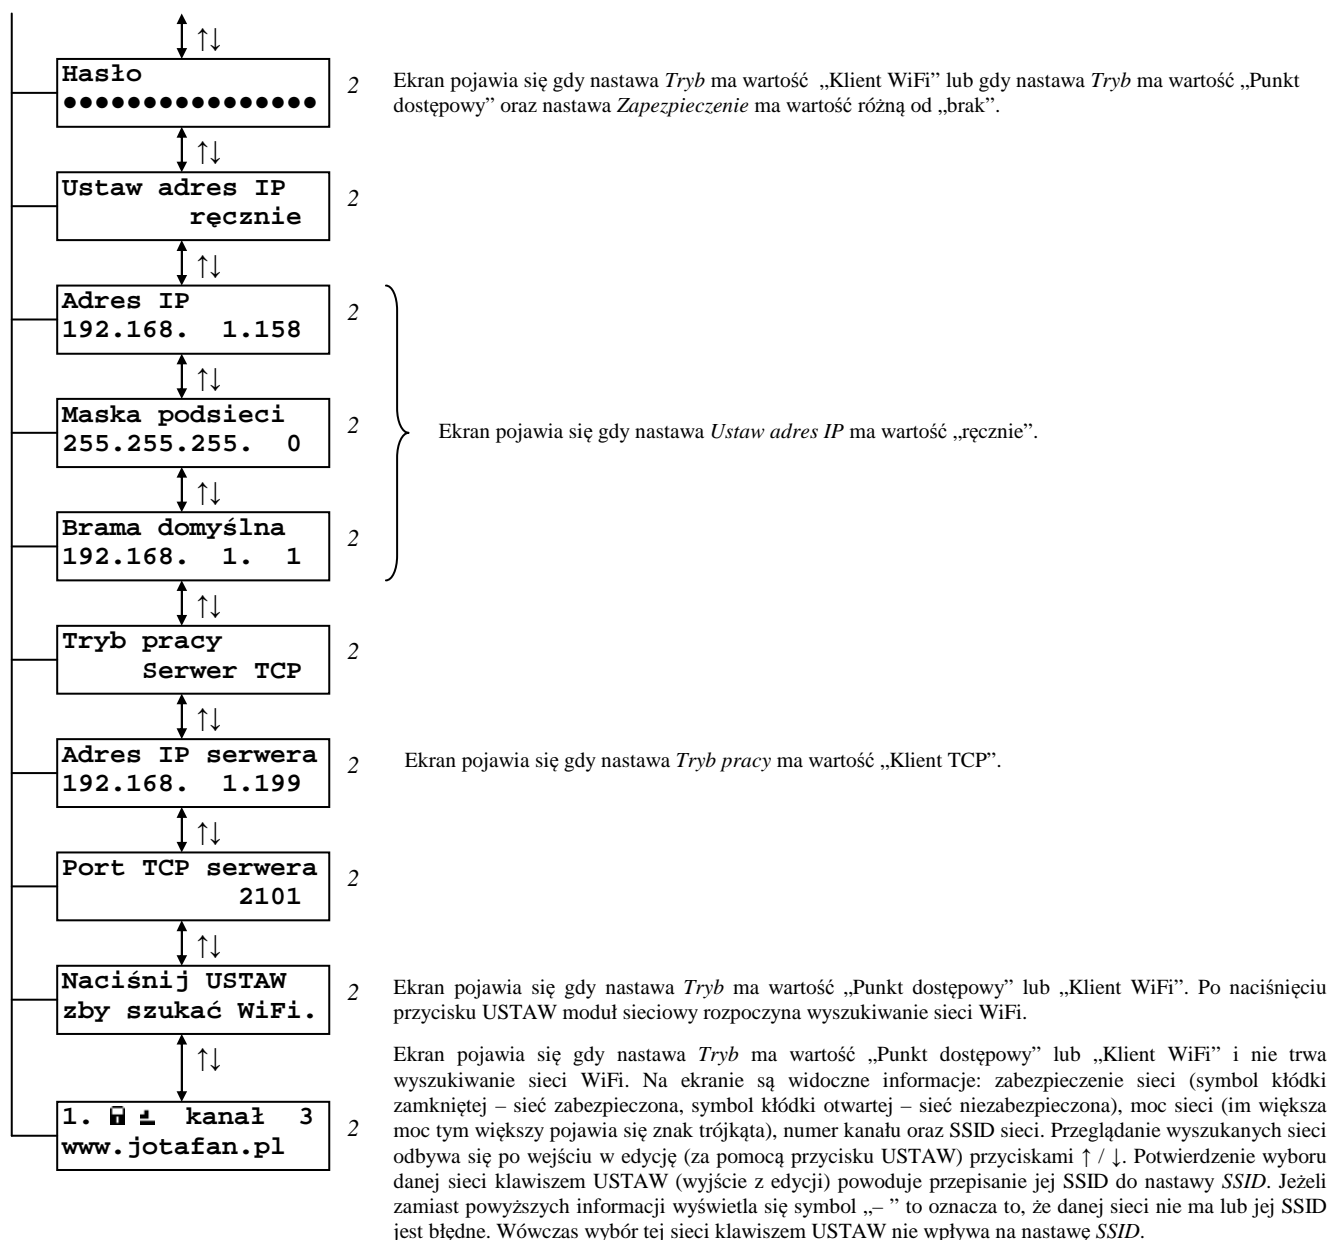 ↑↓
Hasło
●●●●●●●●●●●●●●●●
2
Ekran pojawia się gdy nastawa Tryb ma wartość „Klient WiFi” lub gdy nastawa Tryb ma wartość „Punkt
dostępowy” oraz nastawa Zapezpieczenie ma wartość różną od „brak”.
↑↓
Ustaw adres IP
ręcznie
2
↑↓
Adres IP
192.168.  1.158
2
↑↓
Maska podsieci
255.255.255.  0
2
Ekran pojawia się gdy nastawa Ustaw adres IP ma wartość „ręcznie”.
↑↓
Brama domyślna
192.168.  1.  1
2
↑↓
Tryb pracy
Serwer TCP
2
↑↓
Adres IP serwera
192.168.  1.199
2
Ekran pojawia się gdy nastawa Tryb pracy ma wartość „Klient TCP”.
↑↓
Port TCP serwera
2101
2
↑↓
Naciśnij USTAW
zby szukać WiFi.
2
Ekran pojawia się gdy nastawa Tryb ma wartość „Punkt dostępowy” lub „Klient WiFi”. Po naciśnięciu
przycisku USTAW moduł sieciowy rozpoczyna wyszukiwanie sieci WiFi.
↑↓
1. kanał  3
www.jotafan.pl
2
Ekran pojawia się gdy nastawa Tryb ma wartość „Punkt dostępowy” lub „Klient WiFi” i nie trwa
wyszukiwanie sieci WiFi. Na ekranie są widoczne informacje: zabezpieczenie sieci (symbol kłódki
zamkniętej – sieć zabezpieczona, symbol kłódki otwartej – sieć niezabezpieczona), moc sieci (im większa
moc tym większy pojawia się znak trójkąta), numer kanału oraz SSID sieci. Przeglądanie wyszukanych sieci
odbywa się po wejściu w edycję (za pomocą przycisku USTAW) przyciskami ↑ / ↓. Potwierdzenie wyboru
danej sieci klawiszem USTAW (wyjście z edycji) powoduje przepisanie jej SSID do nastawy SSID. Jeżeli
zamiast powyższych informacji wyświetla się symbol „– ” to oznacza to, że danej sieci nie ma lub jej SSID
jest błędne. Wówczas wybór tej sieci klawiszem USTAW nie wpływa na nastawę SSID.